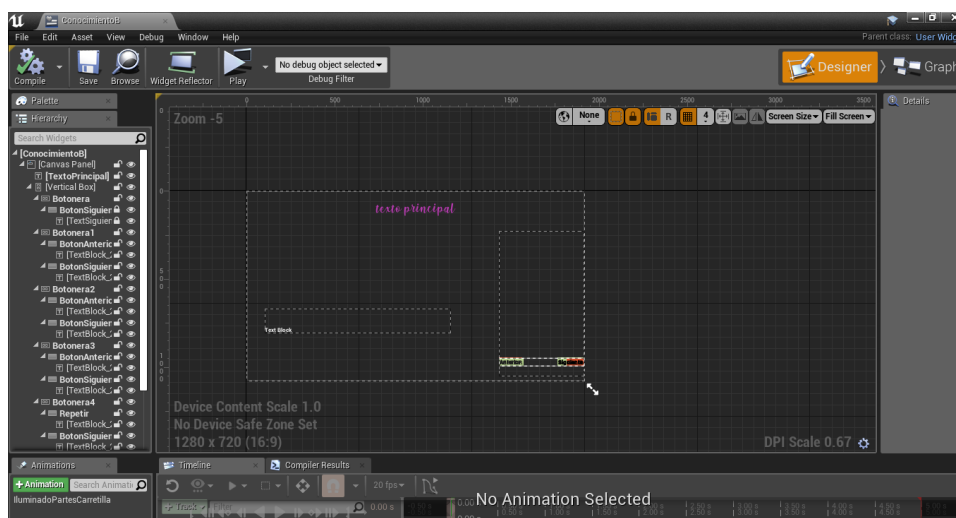 ConocimientoB
File Edit Asset View Debug Window Help
Parent class: User Widg
Compile
Save
Browse
Widget Reflector
Play
No debug object selected
Debug Filter
Designer
Graph
Palette
Hierarchy
Search Widgets
[ConocimientoB]
[Canvas Panel]
[TextoPrincipal]
[Vertical Box]
Botonera
BotonSiguier
[TextSiguier
Botonera1
BotonAnteric
[TextBlock_
BotonSiguier
[TextBlock_
Botonera2
BotonAnteric
[TextBlock_
BotonSiguier
[TextBlock_
Botonera3
BotonAnteric
[TextBlock_
BotonSiguier
[TextBlock_
Botonera4
Repetir
[TextBlock_
BotonSiguier
[TextBlock_
0 500 1000 1500 2000 2500 3000 3500
Zoom -5
None
R
4
Screen Size
Fill Screen
texto principal
Text Block
Device Content Scale 1.0
No Device Safe Zone Set
1280 x 720 (16:9)
DPI Scale 0.67
Details
Animations
+Animation
Search Animati
IluminadoPartesCarretilla
Timeline
Compiler Results
20 fps
+ Track
Filter
0.00 s
No Animation Selected